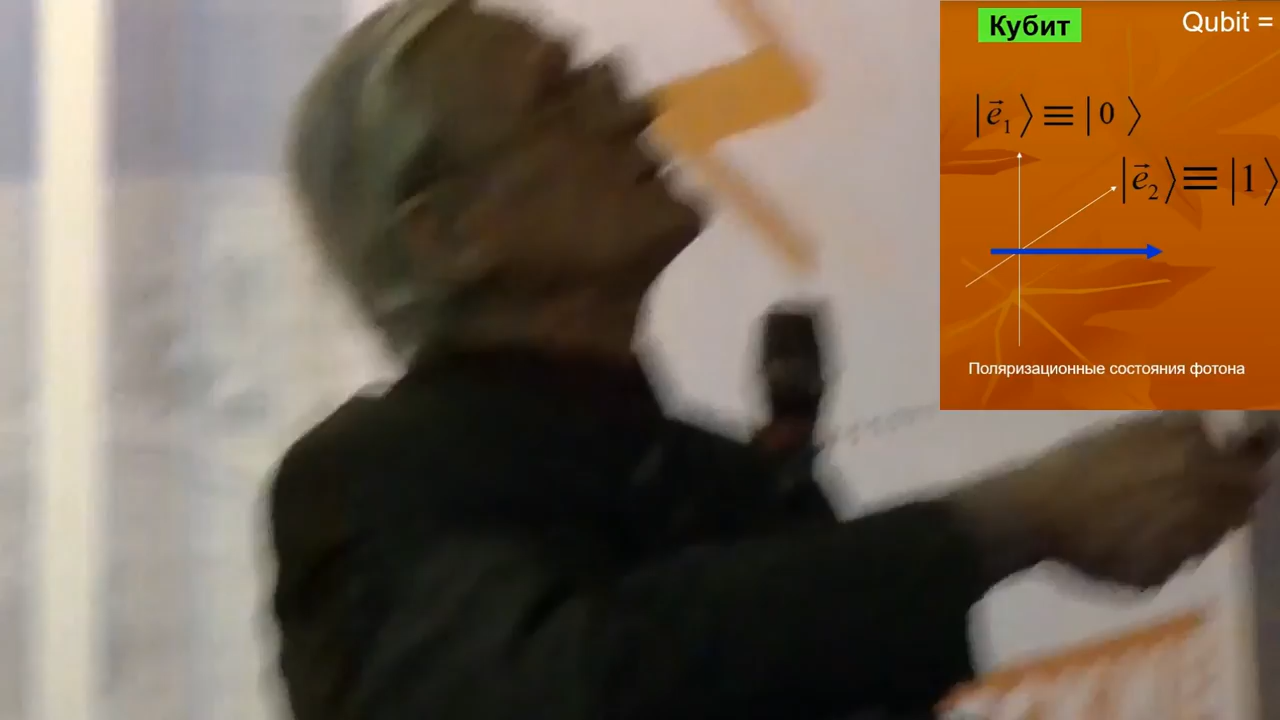 Кубит
Qubit =
|e⃗₁⟩ ≡ |0⟩
|e⃗₂⟩ ≡ |1⟩
Поляризационные состояния фотона